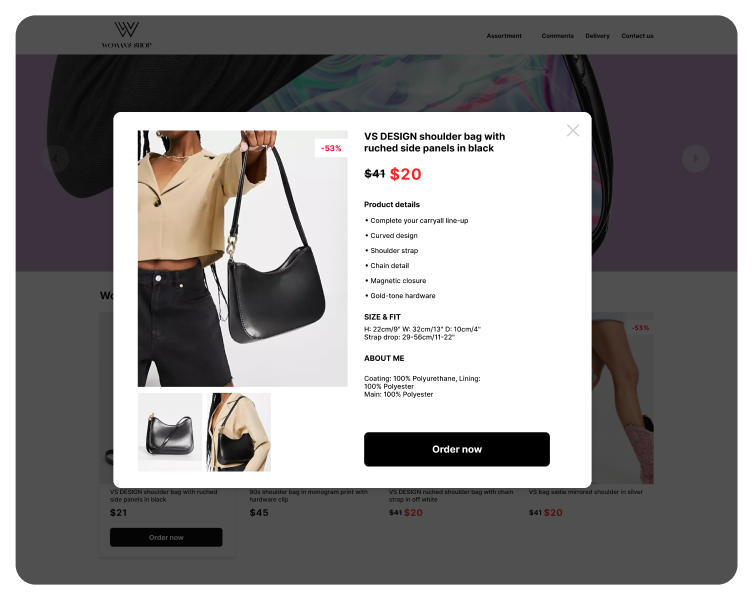 WOMAN'S SHOP
Assortment Comments Delivery Contact us
-53%
VS DESIGN shoulder bag with
ruched side panels in black
$41 $20
Product details
• Complete your carryall line-up
• Curved design
• Shoulder strap
• Chain detail
• Magnetic closure
• Gold-tone hardware
SIZE & FIT
H: 22cm/9" W: 32cm/13" D: 10cm/4"
Strap drop: 29-56cm/11-22"
ABOUT ME
Coating: 100% Polyurethane, Lining:
100% Polyester
Main: 100% Polyester
Order now
Wo
-53%
VS DESIGN shoulder bag with ruched
side panels in black
$21
Order now
90s shoulder bag in monogram print with
hardware clip
$45
VS DESIGN ruched shoulder bag with chain
strap in off white
$41 $20
VS bag sadie mirrored shoulder in silver
$41 $20